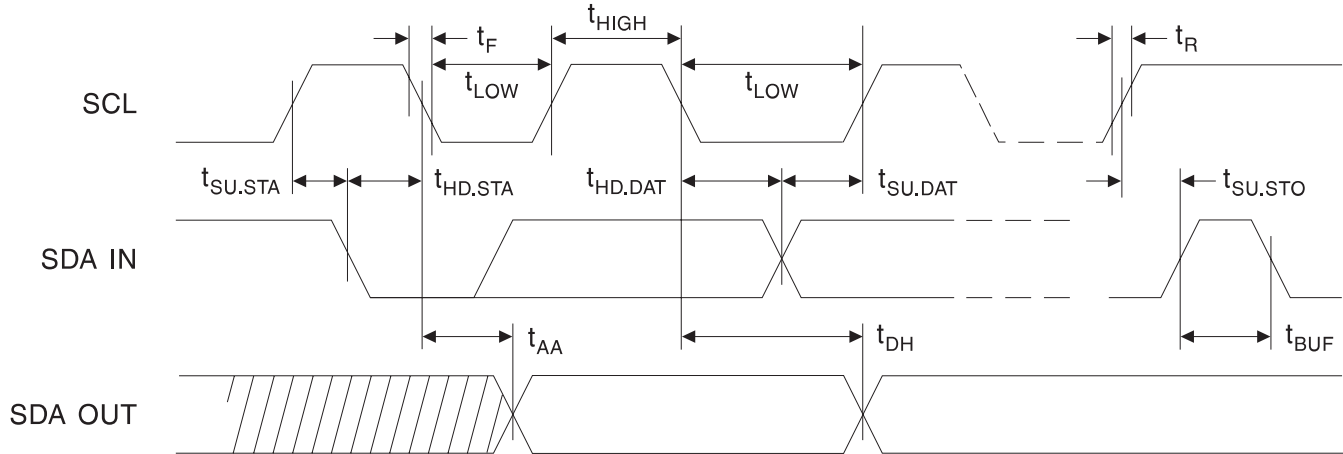 tHIGH
tF
tR
tLOW
tLOW
SCL
tSU.STA
tHD.STA
tHD.DAT
tSU.DAT
tSU.STO
SDA IN
tAA
tDH
tBUF
SDA OUT